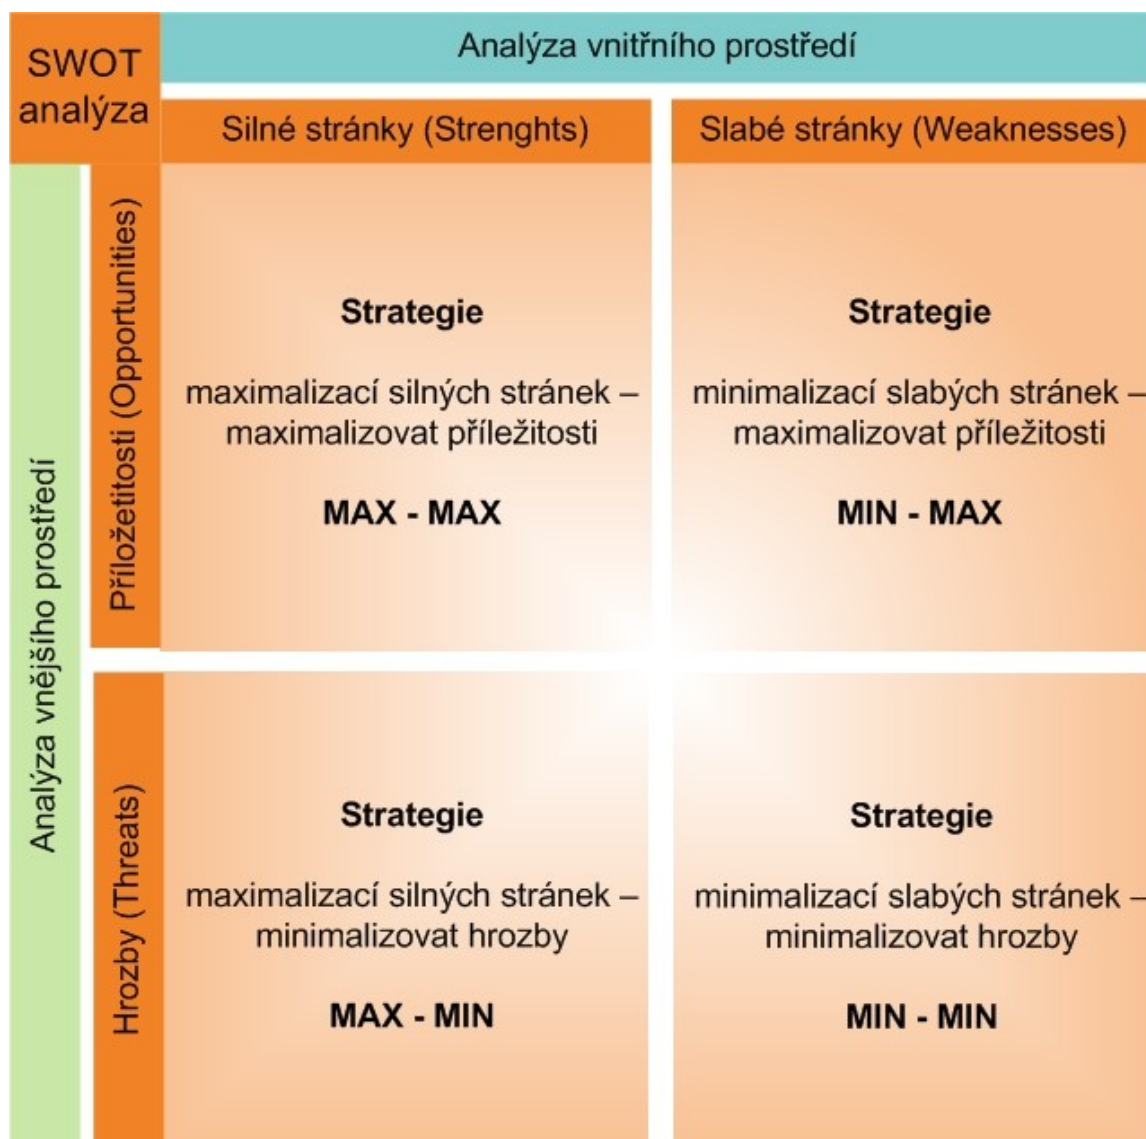 SWOT
analýza
Analýza vnitřního prostředí
Silné stránky (Strenghts)
Slabé stránky (Weaknesses)
Analýza vnějšího prostředí
Příložetitosti (Opportunities)
Strategie
maximalizací silných stránek –
maximalizovat příležitosti
MAX - MAX
Strategie
minimalizací slabých stránek –
maximalizovat příležitosti
MIN - MAX
Hrozby (Threats)
Strategie
maximalizací silných stránek –
minimalizovat hrozby
MAX - MIN
Strategie
minimalizací slabých stránek –
minimalizovat hrozby
MIN - MIN